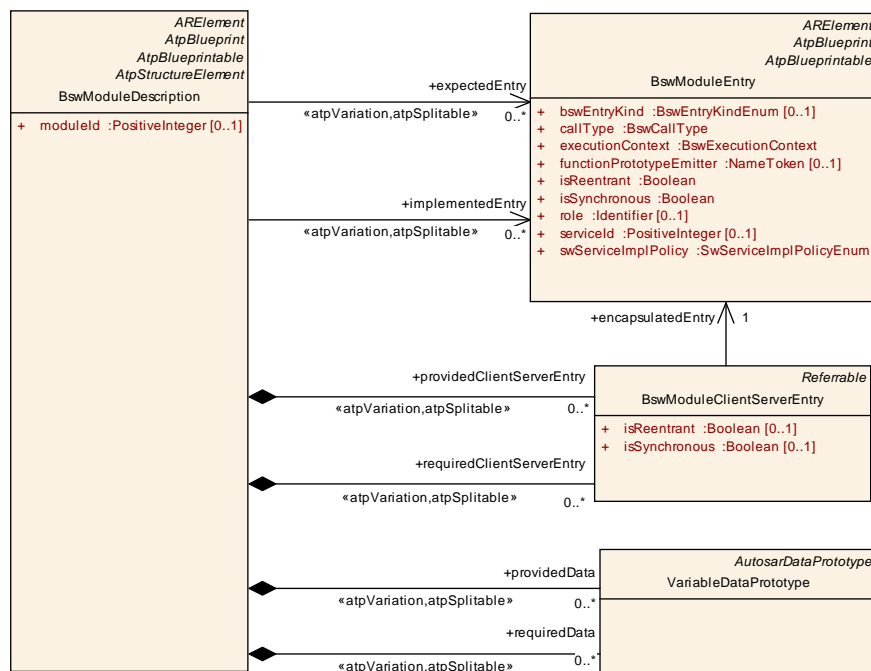 ARElement
AtpBlueprint
AtpBlueprintable
AtpStructureElement
BswModuleDescription
+ moduleId :PositiveInteger [0..1]
+expectedEntry
«atpVariation,atpSplitable»
0..*
+implementedEntry
«atpVariation,atpSplitable»
0..*
ARElement
AtpBlueprint
AtpBlueprintable
BswModuleEntry
+ bswEntryKind :BswEntryKindEnum [0..1]
+ callType :BswCallType
+ executionContext :BswExecutionContext
+ functionPrototypeEmitter :NameToken [0..1]
+ isReentrant :Boolean
+ isSynchronous :Boolean
+ role :Identifier [0..1]
+ serviceId :PositiveInteger [0..1]
+ swServiceImplPolicy :SwServiceImplPolicyEnum
+encapsulatedEntry
1
+providedClientServerEntry
«atpVariation,atpSplitable»
0..*
+requiredClientServerEntry
«atpVariation,atpSplitable»
0..*
Referrable
BswModuleClientServerEntry
+ isReentrant :Boolean [0..1]
+ isSynchronous :Boolean [0..1]
+providedData
«atpVariation,atpSplitable»
0..*
+requiredData
«atpVariation,atpSplitable»
0..*
AutosarDataPrototype
VariableDataPrototype